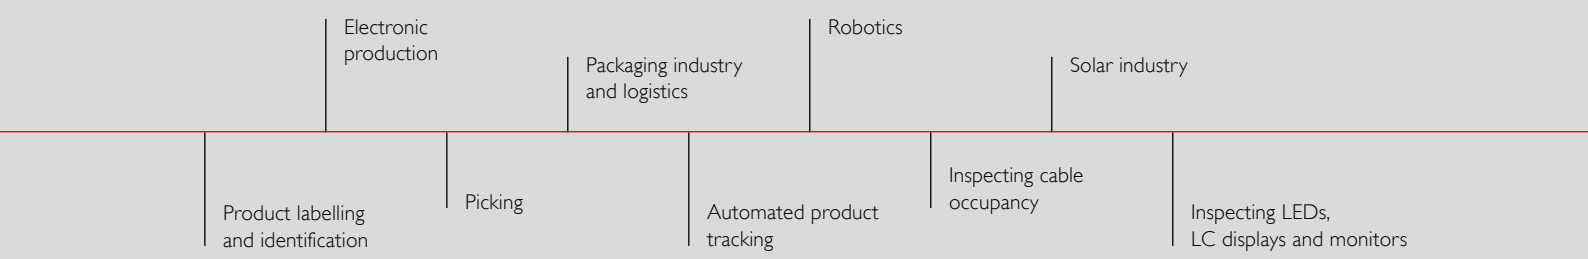 Electronic
production
Packaging industry
and logistics
Robotics
Solar industry
Product labelling
and identification
Picking
Automated product
tracking
Inspecting cable
occupancy
Inspecting LEDs,
LC displays and monitors